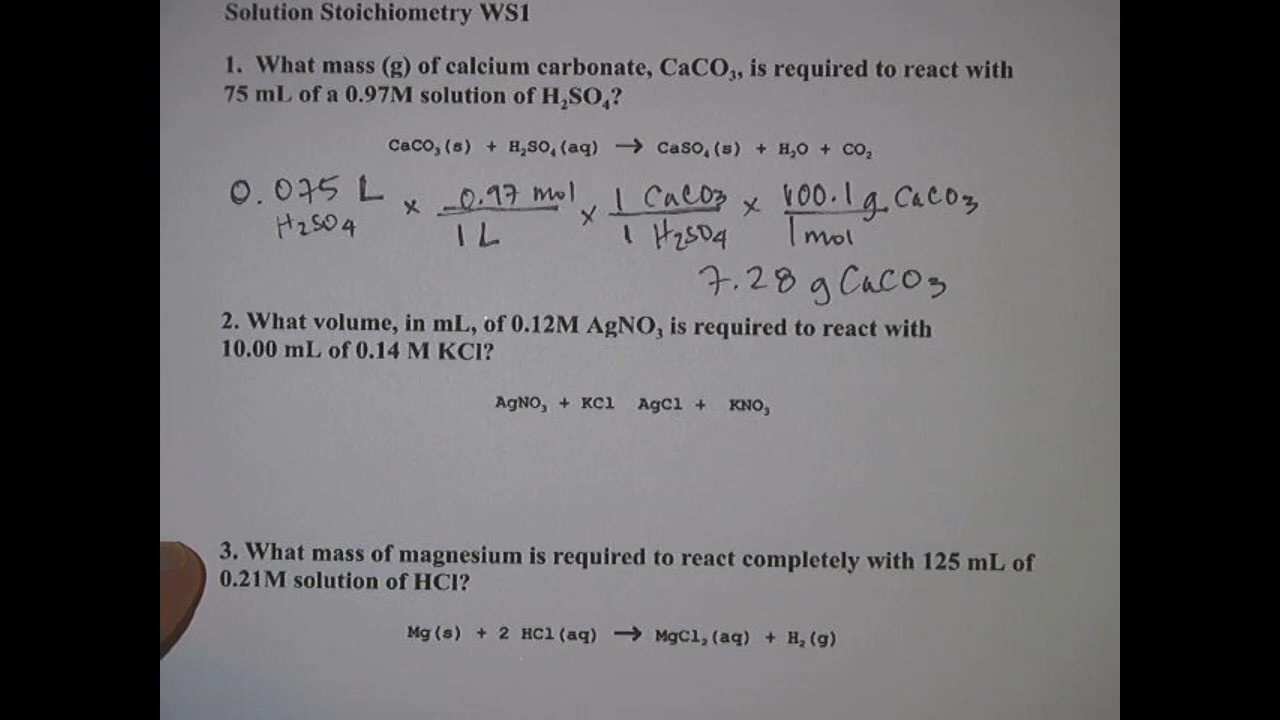 Solution Stoichiometry WS1
1. What mass (g) of calcium carbonate, CaCO₃, is required to react with
75 mL of a 0.97M solution of H₂SO₄?
CaCO₃(s) + H₂SO₄(aq) → CaSO₄(s) + H₂O + CO₂
0.075 L H₂SO₄ × 0.97 mol / 1 L × 1 CaCO₃ / 1 H₂SO₄ × 100.1 g CaCO₃ / 1 mol
7.28 g CaCO₃
2. What volume, in mL, of 0.12M AgNO₃ is required to react with
10.00 mL of 0.14 M KCl?
AgNO₃ + KCl AgCl + KNO₃
3. What mass of magnesium is required to react completely with 125 mL of
0.21M solution of HCl?
Mg(s) + 2 HCl(aq) → MgCl₂(aq) + H₂(g)